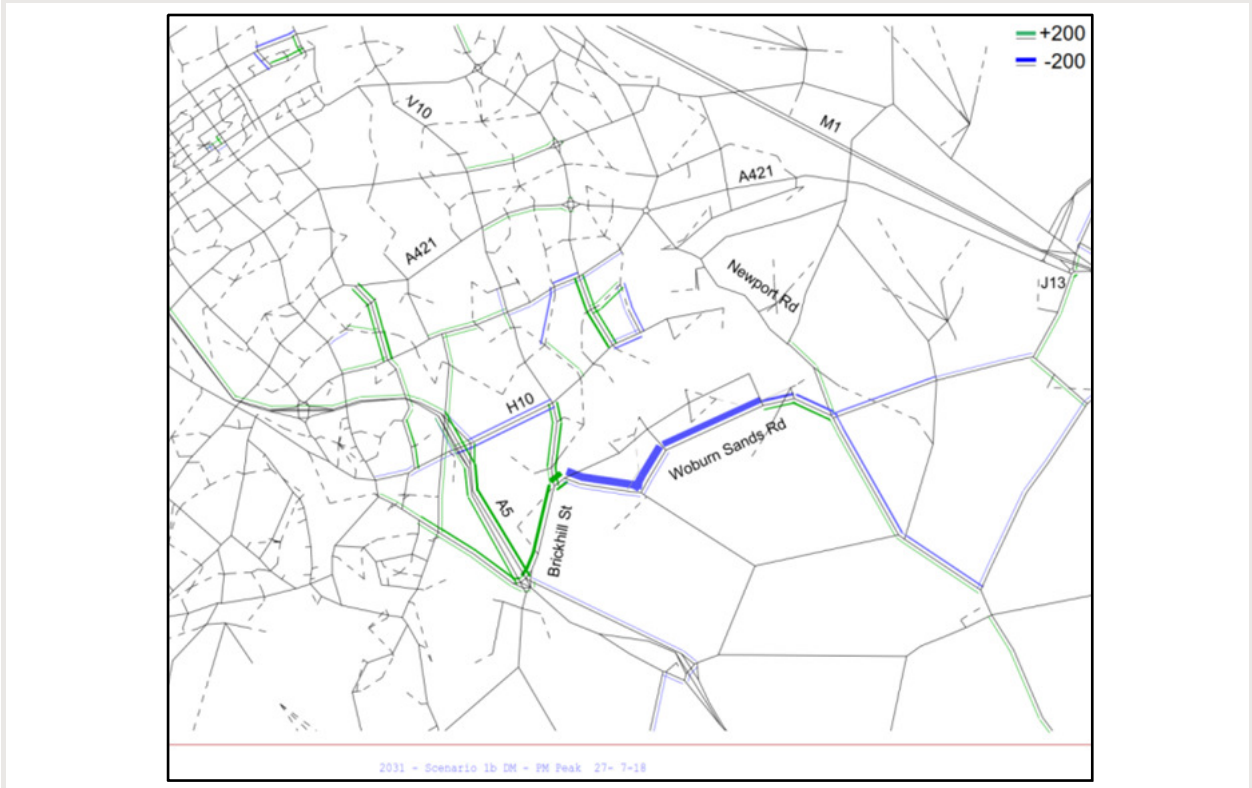 +200
-200
V10
M1
A421
A421
Newport Rd
J13
H10
Woburn Sands Rd
A5
Brickhill St
2031 - Scenario 1b DM - PM Peak 27- 7-18